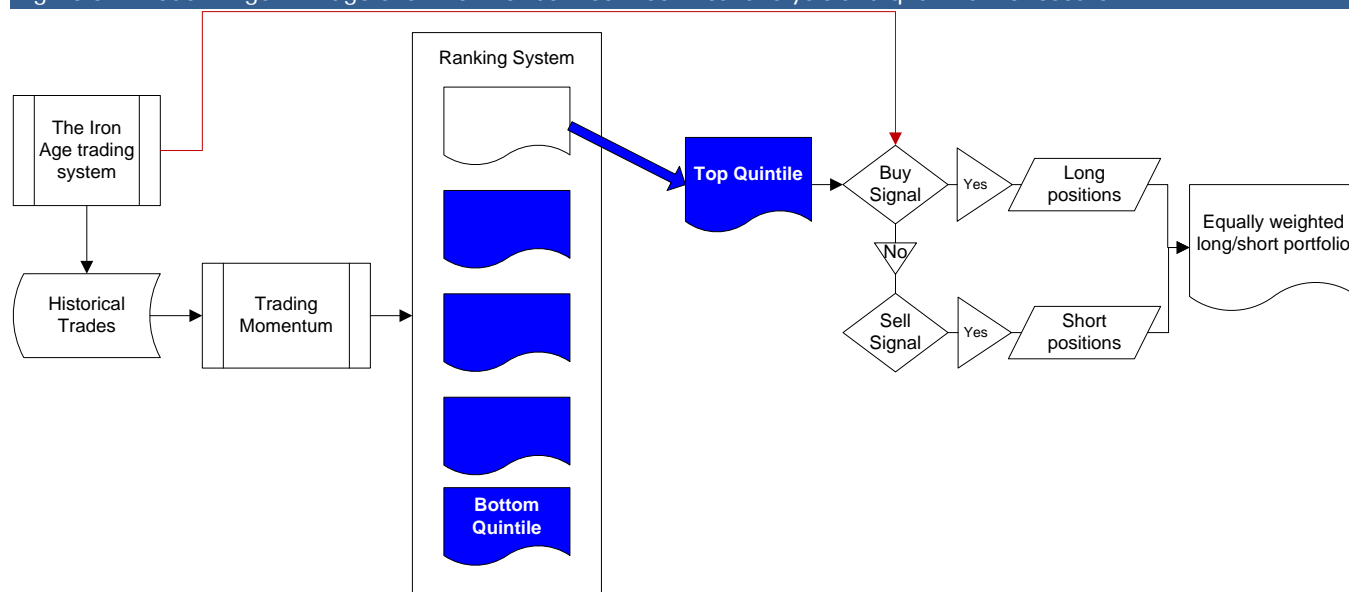 Ranking System
The Iron
Age trading
system
Historical
Trades
Trading
Momentum
Bottom
Quintile
Top Quintile
Buy
Signal
Yes
Long
positions
No
Sell
Signal
Yes
Short
positions
Equally weighted
long/short portfolio